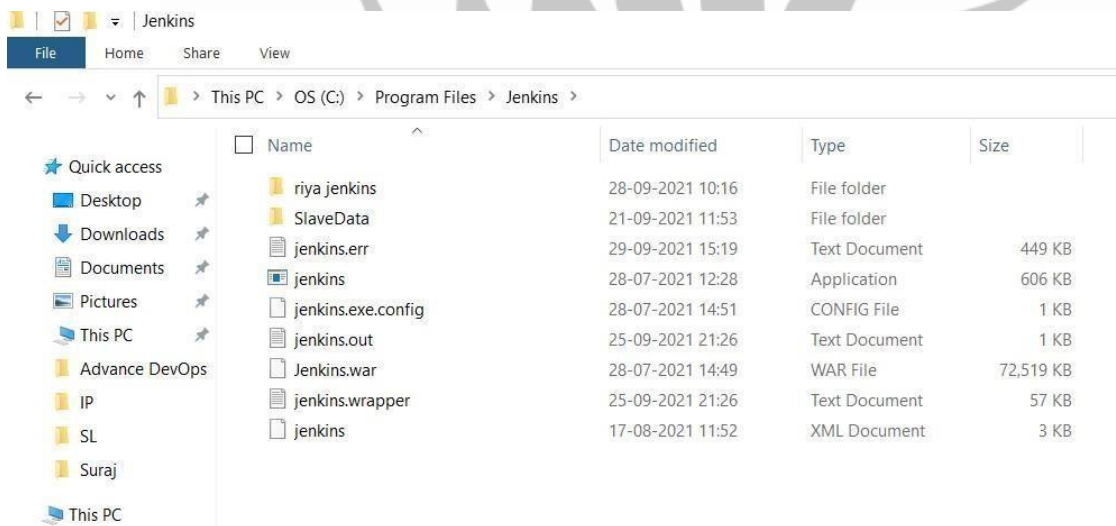 Jenkins
File Home Share View
This PC > OS (C:) > Program Files > Jenkins >
Name Date modified Type Size
Quick access
Desktop
Downloads
Documents
Pictures
This PC
Advance DevOps
IP
SL
Suraj
This PC
riya jenkins 28-09-2021 10:16 File folder
SlaveData 21-09-2021 11:53 File folder
jenkins.err 29-09-2021 15:19 Text Document 449 KB
jenkins 28-07-2021 12:28 Application 606 KB
jenkins.exe.config 28-07-2021 14:51 CONFIG File 1 KB
jenkins.out 25-09-2021 21:26 Text Document 1 KB
Jenkins.war 28-07-2021 14:49 WAR File 72,519 KB
jenkins.wrapper 25-09-2021 21:26 Text Document 57 KB
jenkins 17-08-2021 11:52 XML Document 3 KB